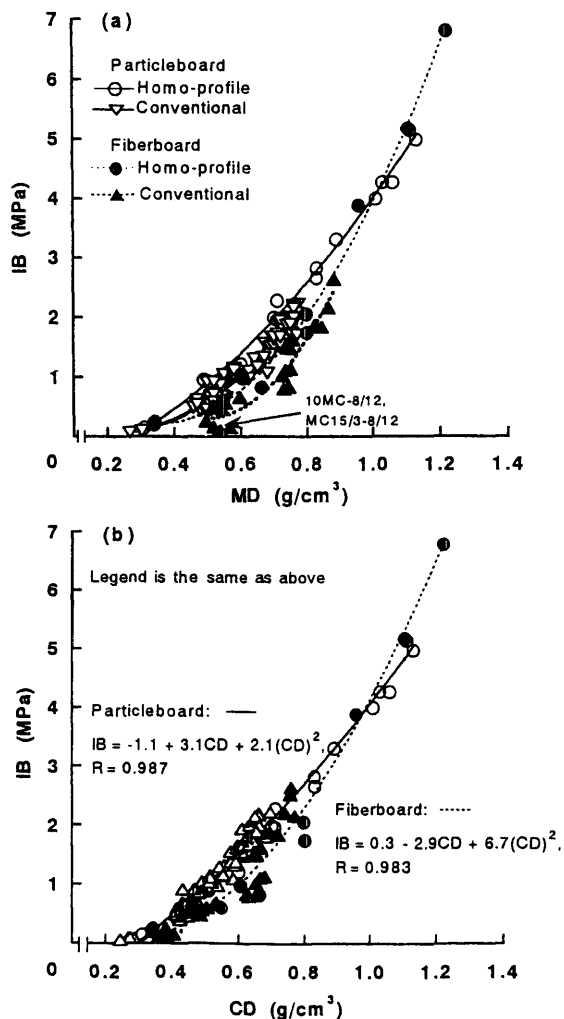 (a)
Particleboard
Homo-profile
Conventional
Fiberboard
Homo-profile
Conventional
10MC-8/12,
MC15/3-8/12
7
6
5
4
3
2
1
0
IB (MPa)
0.2 0.4 0.6 0.8 1.0 1.2 1.4
MD (g/cm³)
(b)
Legend is the same as above
Particleboard:
IB = -1.1 + 3.1CD + 2.1(CD)²,
R = 0.987
Fiberboard:
IB = 0.3 - 2.9CD + 6.7(CD)²,
R = 0.983
7
6
5
4
3
2
1
0
IB (MPa)
0.2 0.4 0.6 0.8 1.0 1.2 1.4
CD (g/cm³)